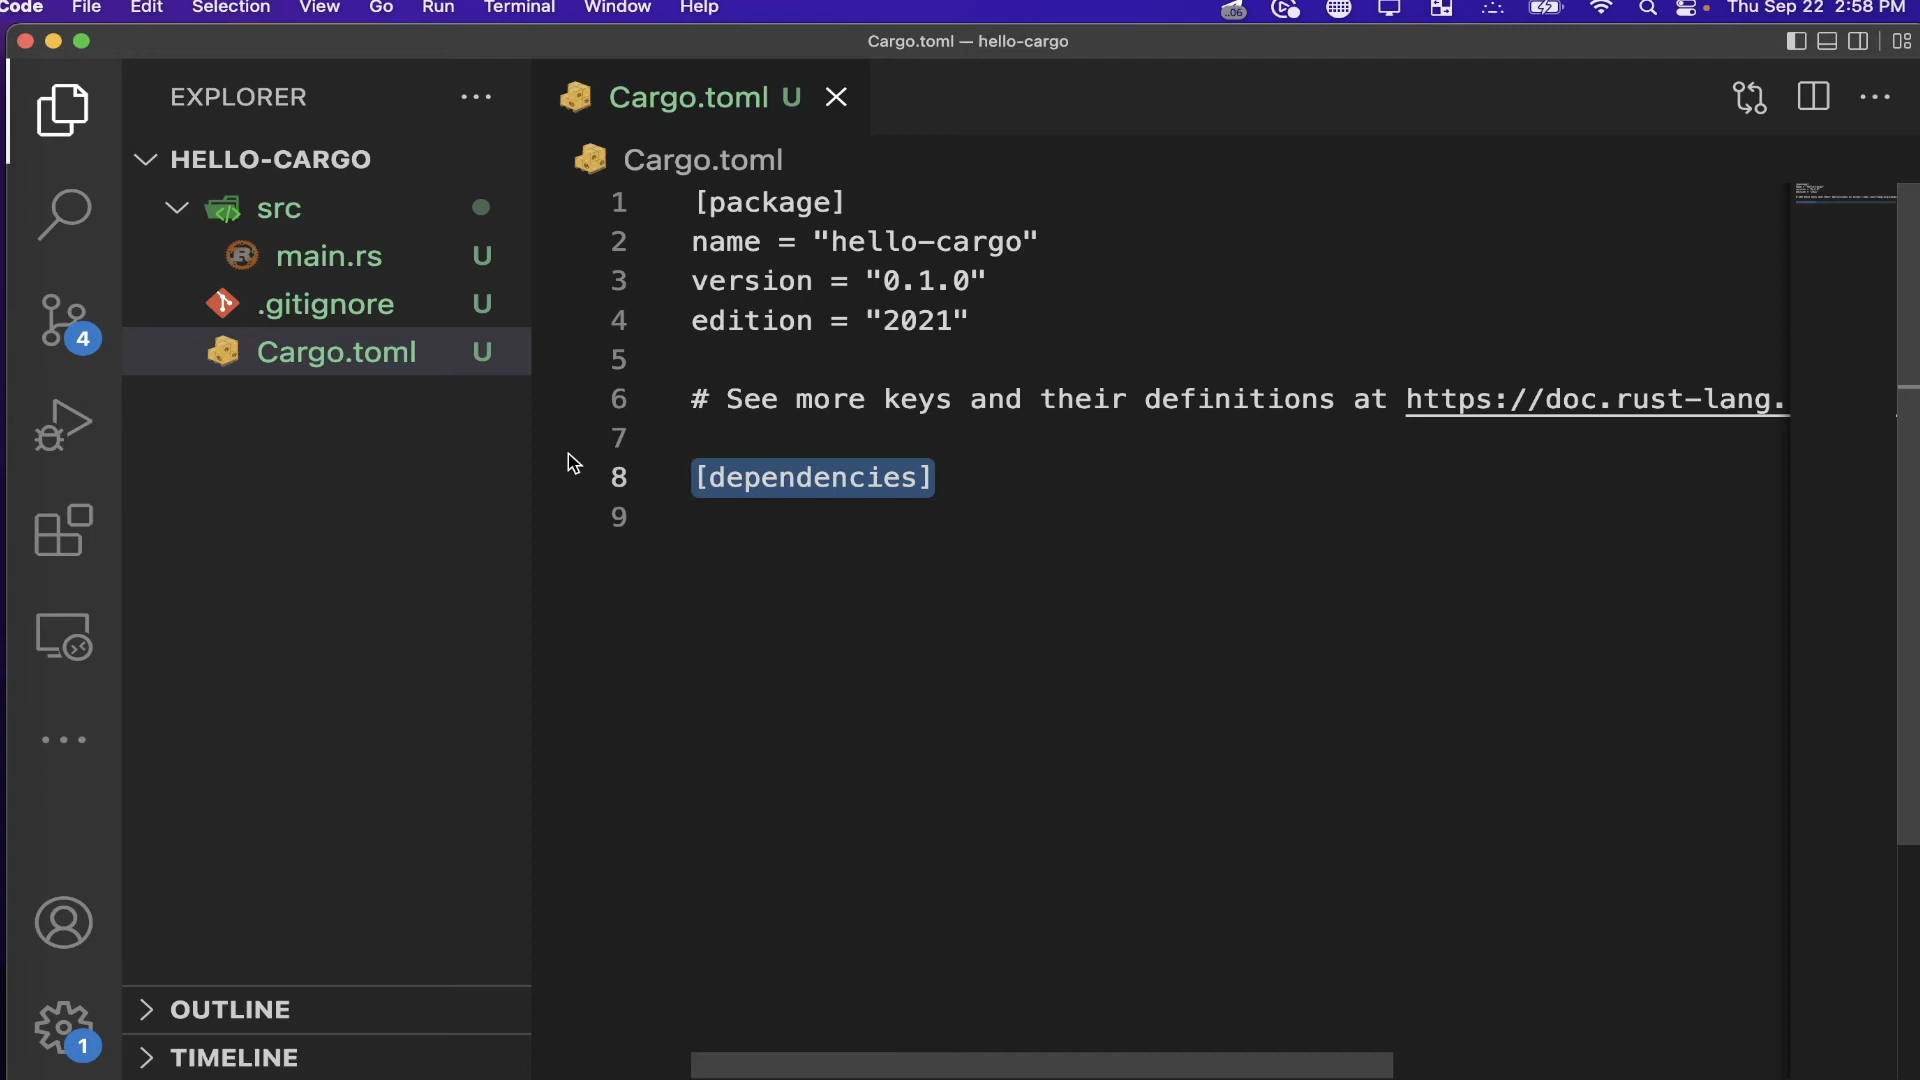 Code File Edit Selection View Go Run Terminal Window Help Thu Sep 22 2:58 PM
Cargo.toml — hello-cargo
EXPLORER
Cargo.toml U
HELLO-CARGO
Cargo.toml
src
main.rs U
.gitignore U
Cargo.toml U
1 [package]
2 name = "hello-cargo"
3 version = "0.1.0"
4 edition = "2021"
5
6 # See more keys and their definitions at https://doc.rust-lang.
7
8 [dependencies]
9
4
OUTLINE
1
TIMELINE